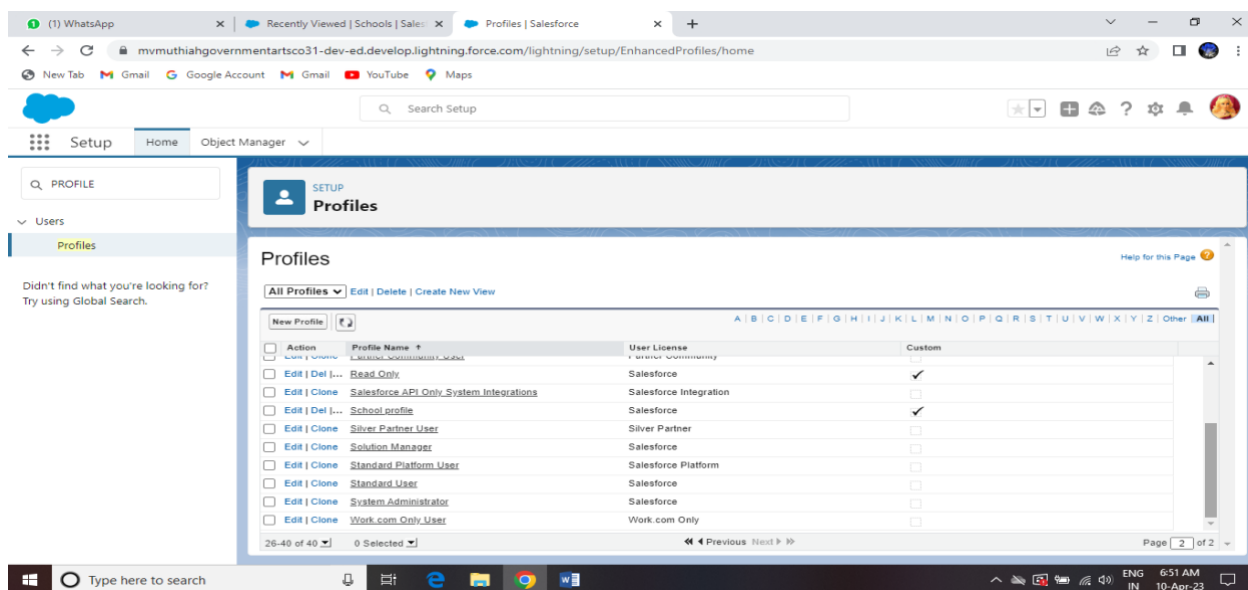 (1) WhatsApp
Recently Viewed | Schools | Sales
Profiles | Salesforce
mvmuthiahgovernmentartsco31-dev-ed.develop.lightning.force.com/lightning/setup/EnhancedProfiles/home
New Tab Gmail Google Account Gmail YouTube Maps
Search Setup
Setup Home Object Manager
PROFILE
Users
Profiles
Didn't find what you're looking for?
Try using Global Search.
SETUP
Profiles
Profiles
Help for this Page
All Profiles Edit | Delete | Create New View
New Profile A | B | C | D | E | F | G | H | I | J | K | L | M | N | O | P | Q | R | S | T | U | V | W | X | Y | Z | Other All
Action Profile Name User License Custom
Edit | Clone Partner Community User Partner Community
Edit | Del |... Read Only Salesforce
Edit | Clone Salesforce API Only System Integrations Salesforce Integration
Edit | Del |... School profile Salesforce
Edit | Clone Silver Partner User Silver Partner
Edit | Clone Solution Manager Salesforce
Edit | Clone Standard Platform User Salesforce Platform
Edit | Clone Standard User Salesforce
Edit | Clone System Administrator Salesforce
Edit | Clone Work.com Only User Work.com Only
26-40 of 40 0 Selected Previous Next Page 2 of 2
Type here to search
ENG 6:51 AM
IN 10-Apr-23